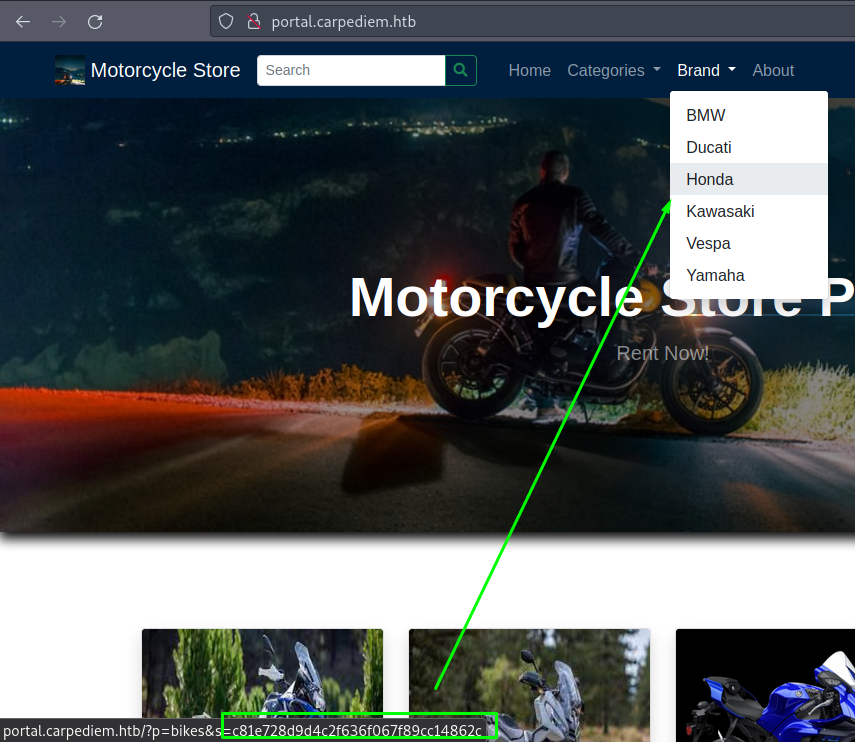 portal.carpediem.htb
Motorcycle Store
Search
Home Categories Brand About
BMW
Ducati
Honda
Kawasaki
Vespa
Yamaha
Motorcycle Store P
Rent Now!
portal.carpediem.htb/?p=bikes&s=c81e728d9d4c2f636f067f89cc14862c